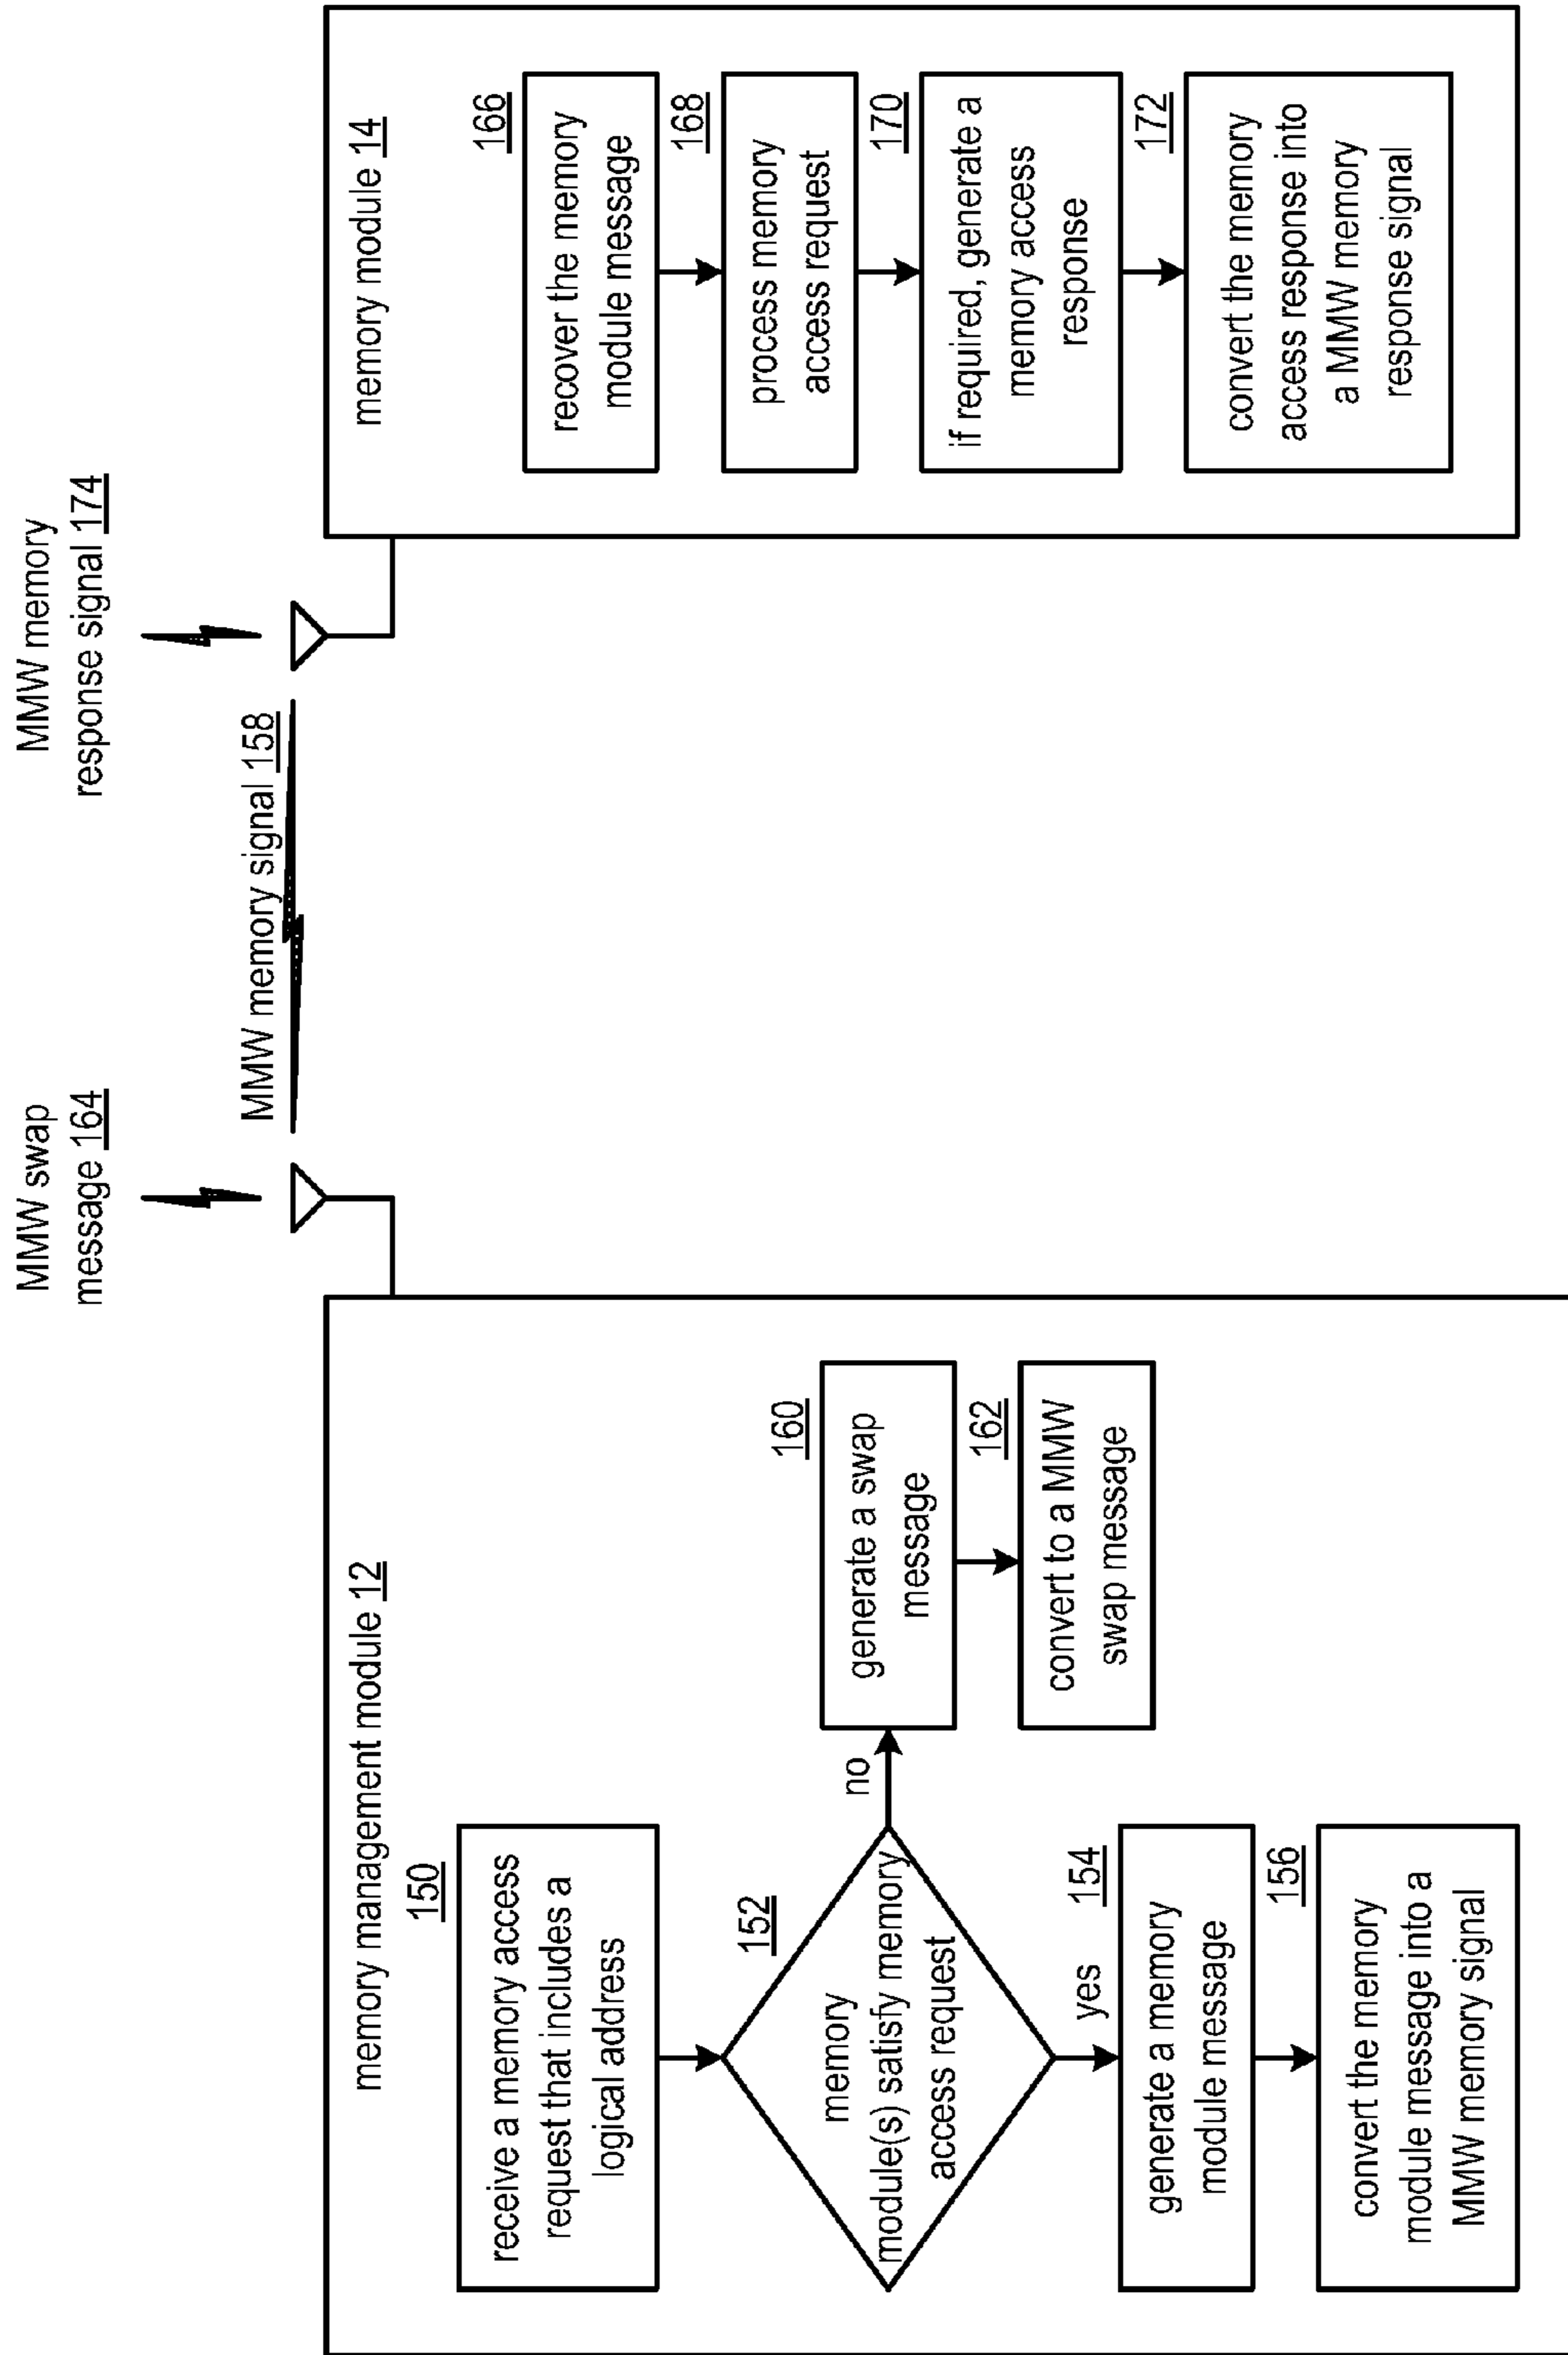 MMW swap
message 164
MMW memory
response signal 174
MMW memory signal 158
memory management module 12
150
receive a memory access
request that includes a
logical address
152
memory
module(s) satisfy memory
access request
no
yes
160
generate a swap
message
162
convert to a MMW
swap message
154
generate a memory
module message
156
convert the memory
module message into a
MMW memory signal
memory module 14
166
recover the memory
module message
168
process memory
access request
170
if required, generate a
memory access
response
172
convert the memory
access response into
a MMW memory
response signal